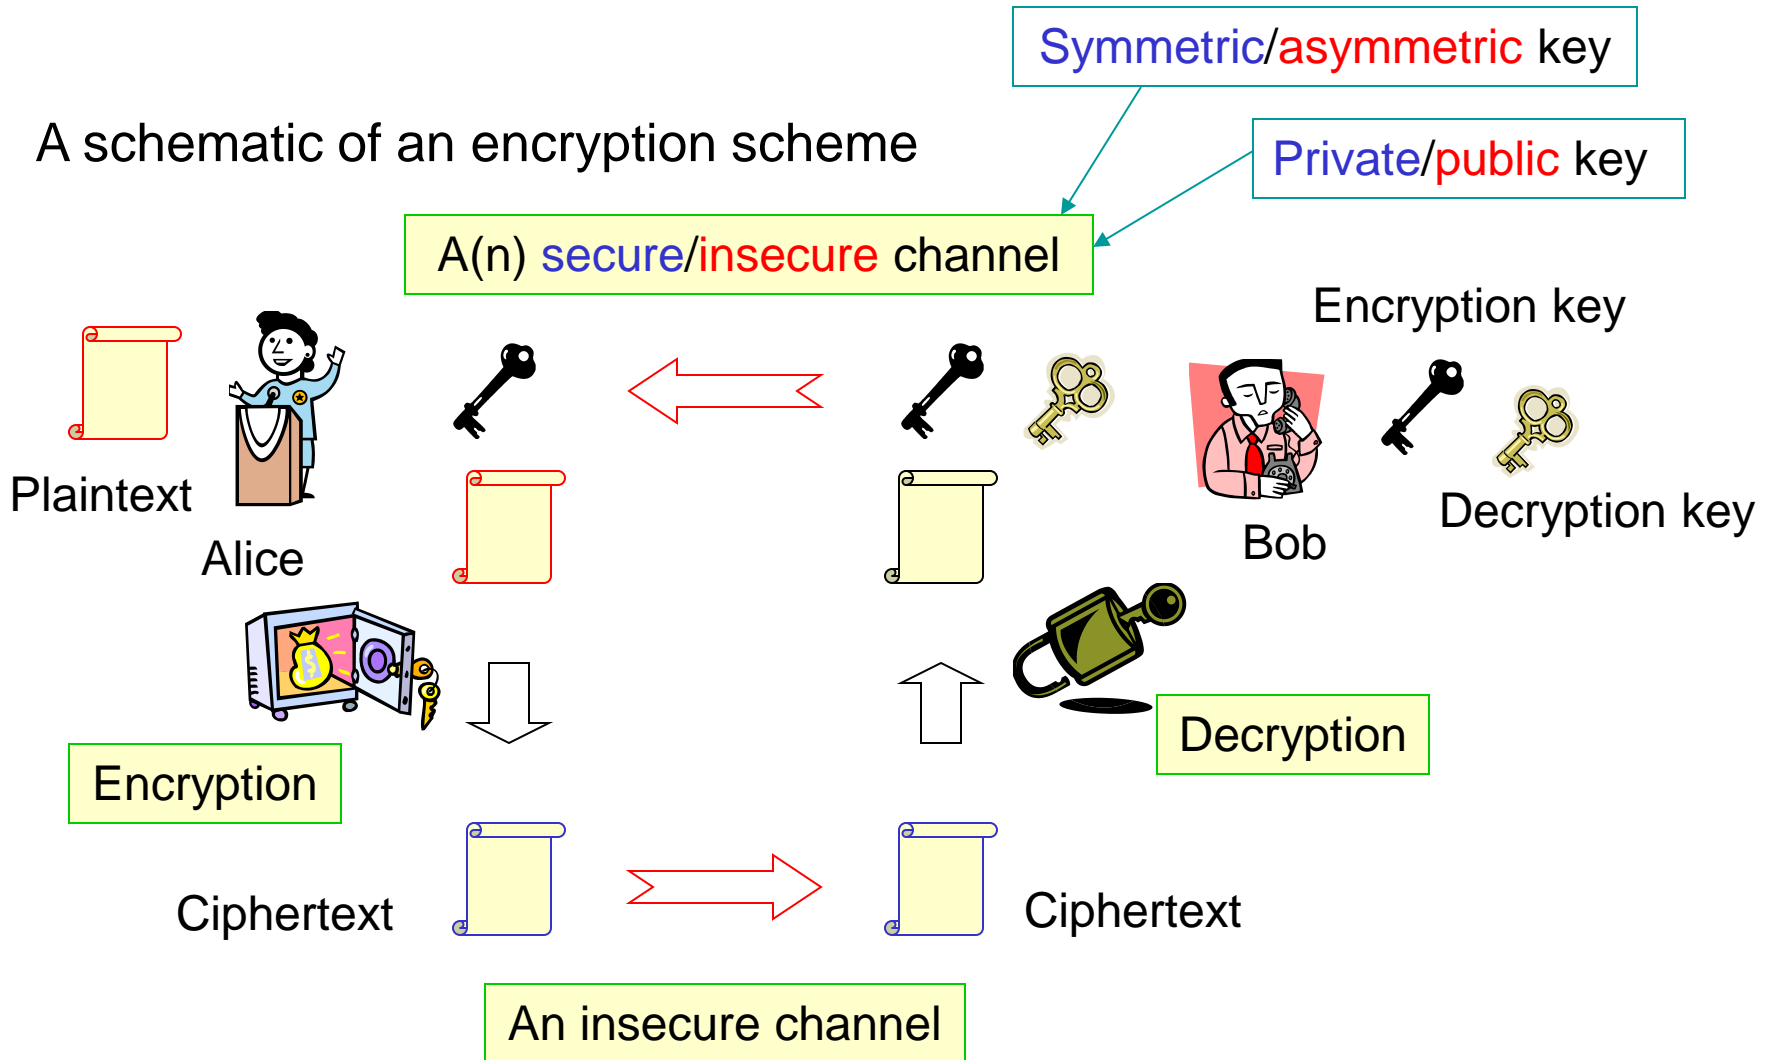 Symmetric/asymmetric key
A schematic of an encryption scheme
Private/public key
A(n) secure/insecure channel
Encryption key
Plaintext
Alice
Bob
Decryption key
Encryption
Decryption
Ciphertext
Ciphertext
An insecure channel